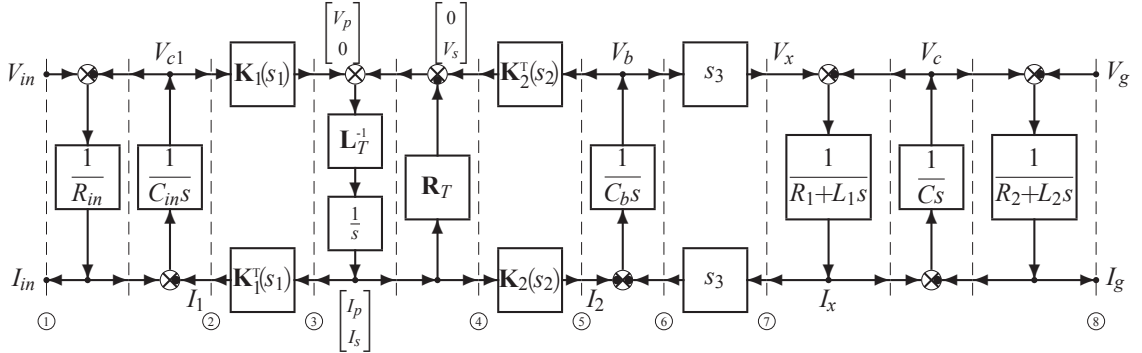 [V_p 0] [0 V_s]
V_in V_c1 K_1(s_1) K_2^T(s_2) V_b s_3 V_x V_c V_g
L_T^-1
1/R_in 1/C_in s R_T 1/C_b s 1/R_1+L_1s 1/Cs 1/R_2+L_2s
1/s
I_in I_1 K_1^T(s_1) K_2(s_2) I_2 s_3 I_x I_g
[I_p I_s]
① ② ③ ④ ⑤ ⑥ ⑦ ⑧